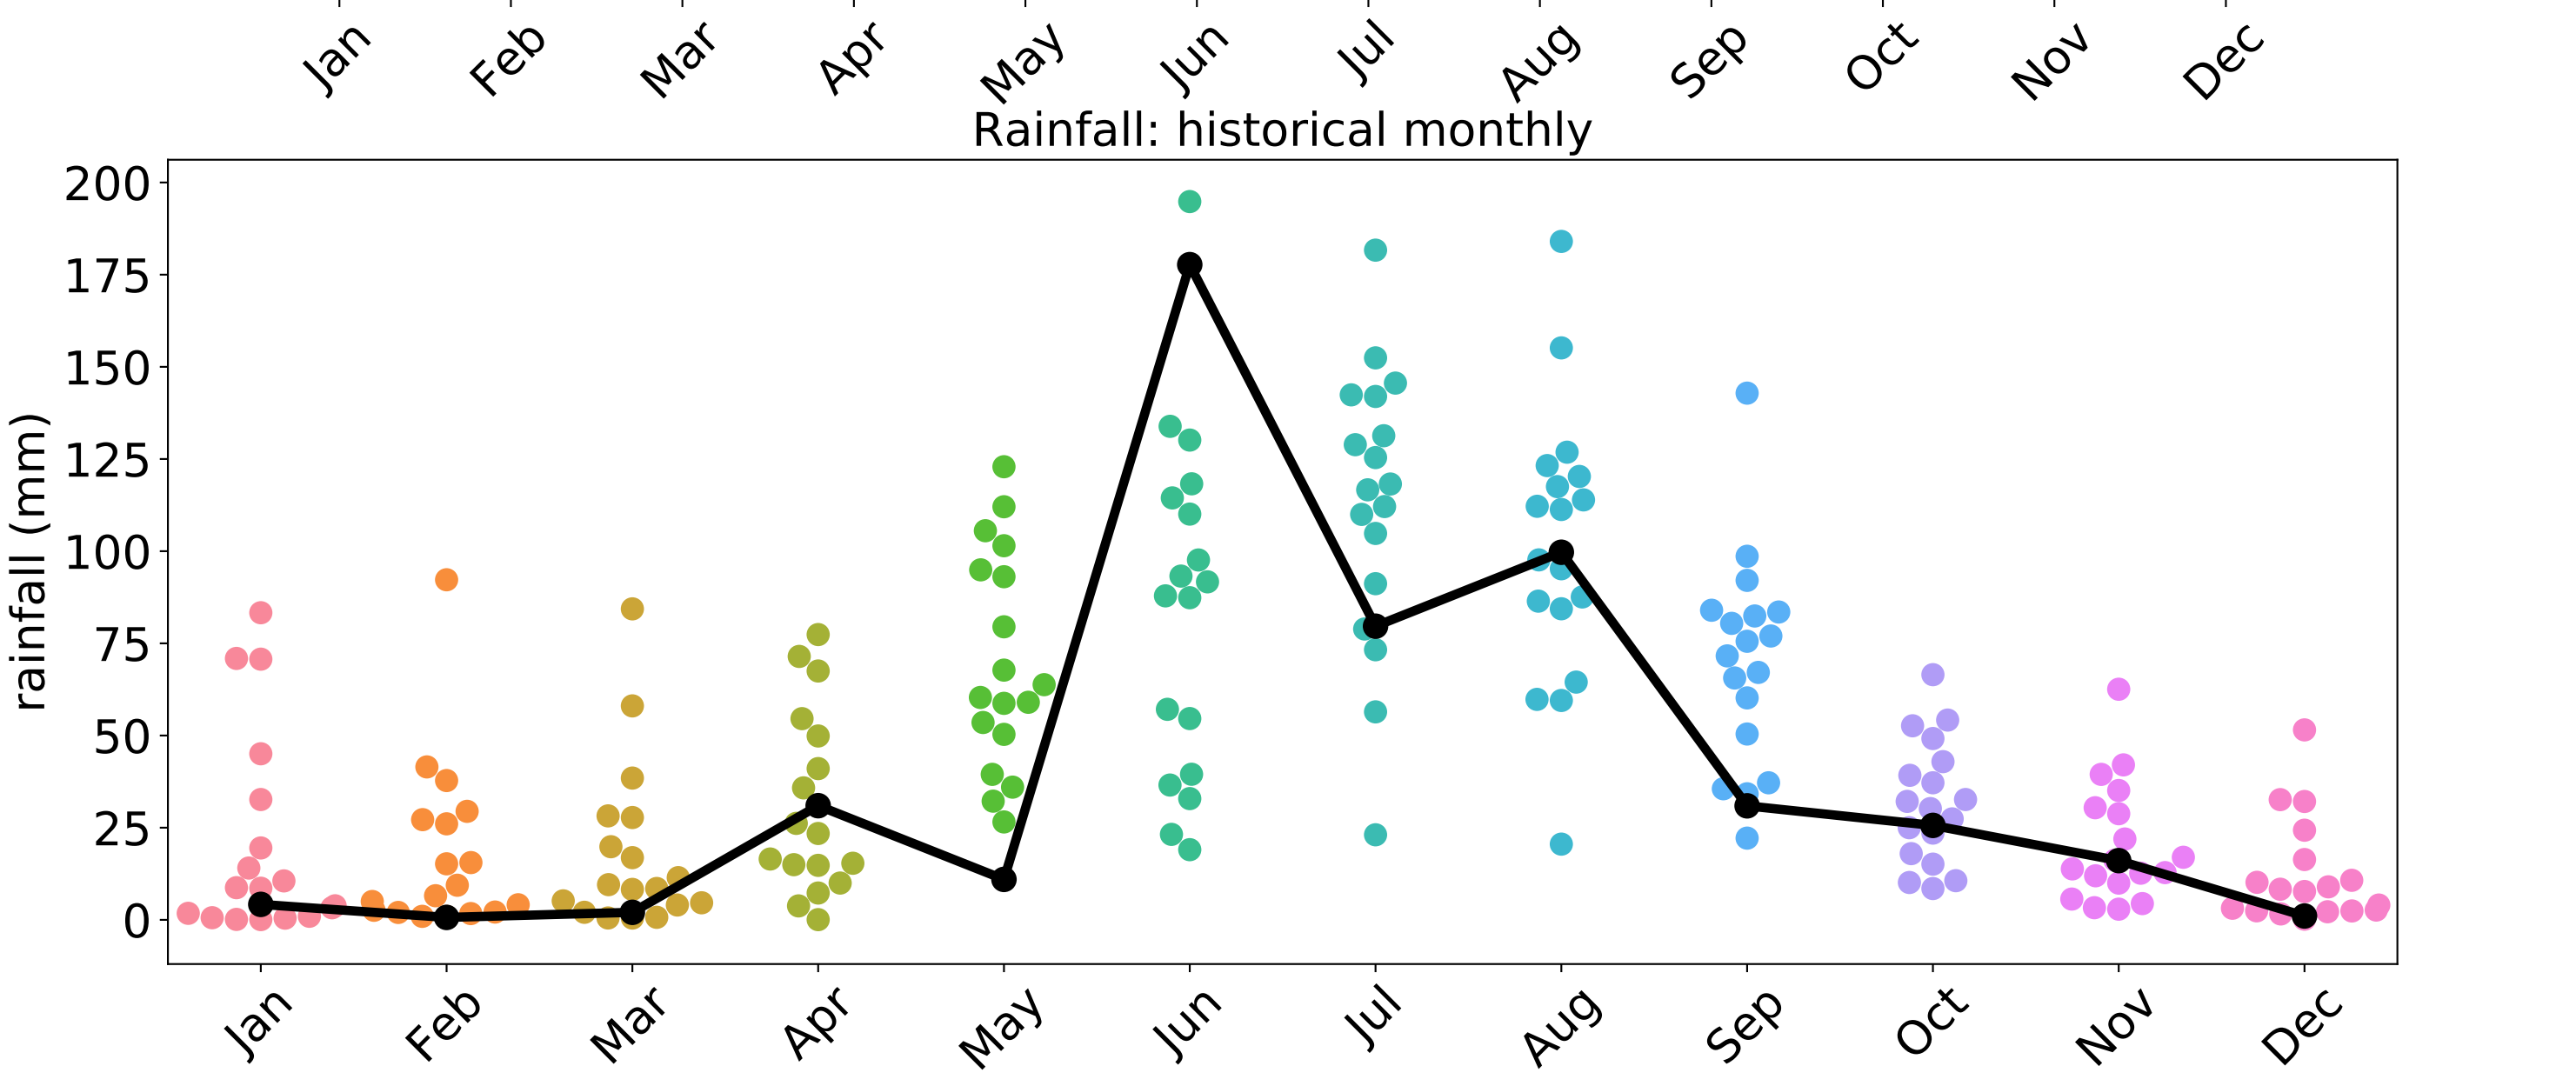 Jan Feb Mar Apr May Jun Jul Aug Sep Oct Nov Dec
Rainfall: historical monthly
rainfall (mm)
200
175
150
125
100
75
50
25
0
Jan Feb Mar Apr May Jun Jul Aug Sep Oct Nov Dec